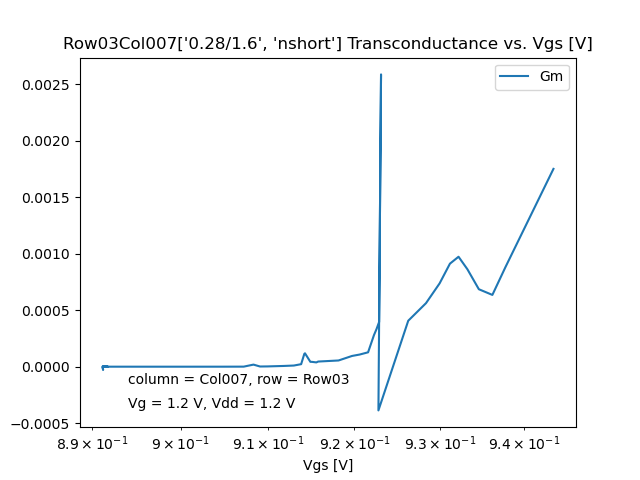 Row03Col007['0.28/1.6', 'nshort'] Transconductance vs. Vgs [V]
Gm
0.0025
0.0020
0.0015
0.0010
0.0005
0.0000
−0.0005
column = Col007, row = Row03
Vg = 1.2 V, Vdd = 1.2 V
8.9 × 10⁻¹ 9 × 10⁻¹ 9.1 × 10⁻¹ 9.2 × 10⁻¹ 9.3 × 10⁻¹ 9.4 × 10⁻¹
Vgs [V]